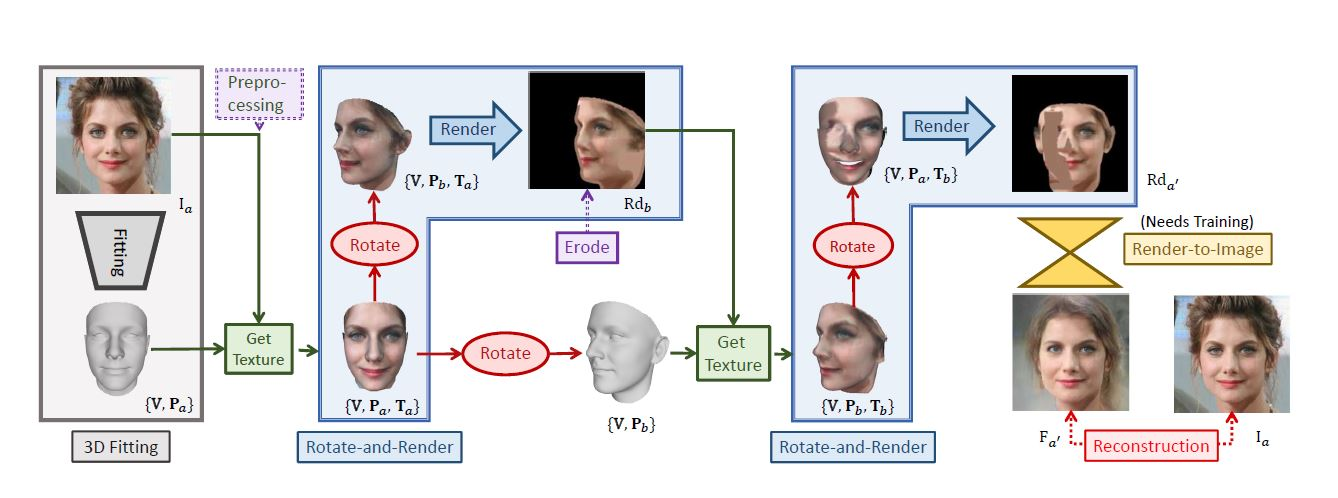 Prepro-
cessing
I_a
Fitting
{V, P_a}
3D Fitting
Get
Texture
Render
{V, P_b, T_a}
Rd_b
Rotate
Erode
{V, P_a, T_a}
Rotate-and-Render
Rotate
{V, P_b}
Get
Texture
Render
{V, P_a, T_b}
Rd_a′
Rotate
{V, P_b, T_b}
Rotate-and-Render
(Needs Training)
Render-to-Image
F_a′
Reconstruction
I_a